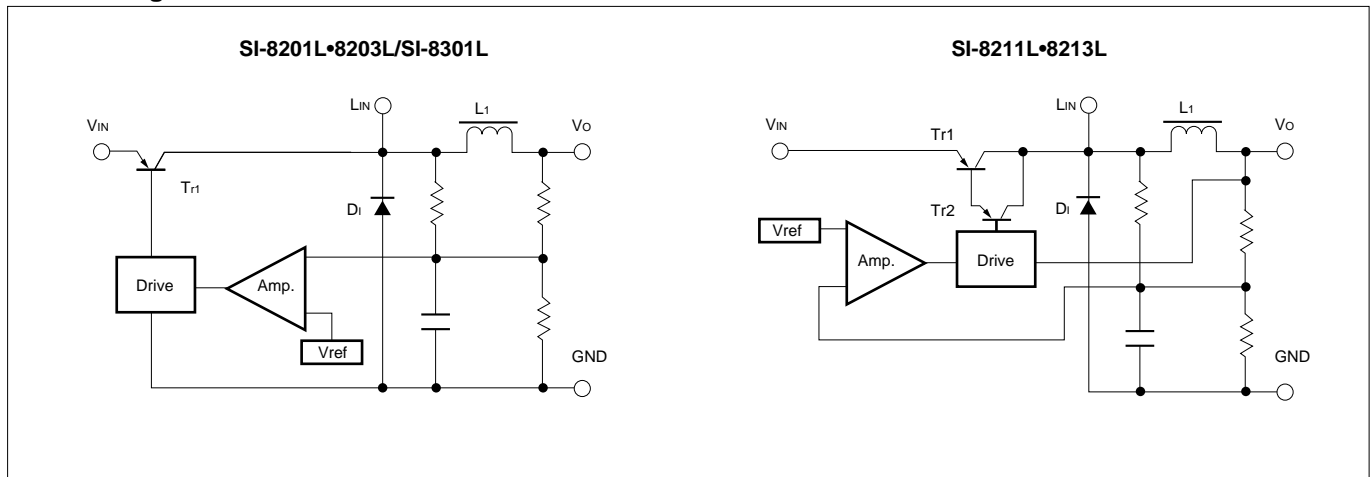 SI-8201L•8203L/SI-8301L
LIN
L1
VIN
VO
Tr1
DI
Drive
Amp.
Vref
GND
SI-8211L•8213L
LIN
L1
VIN
VO
Tr1
Tr2
DI
Vref
Amp.
Drive
GND